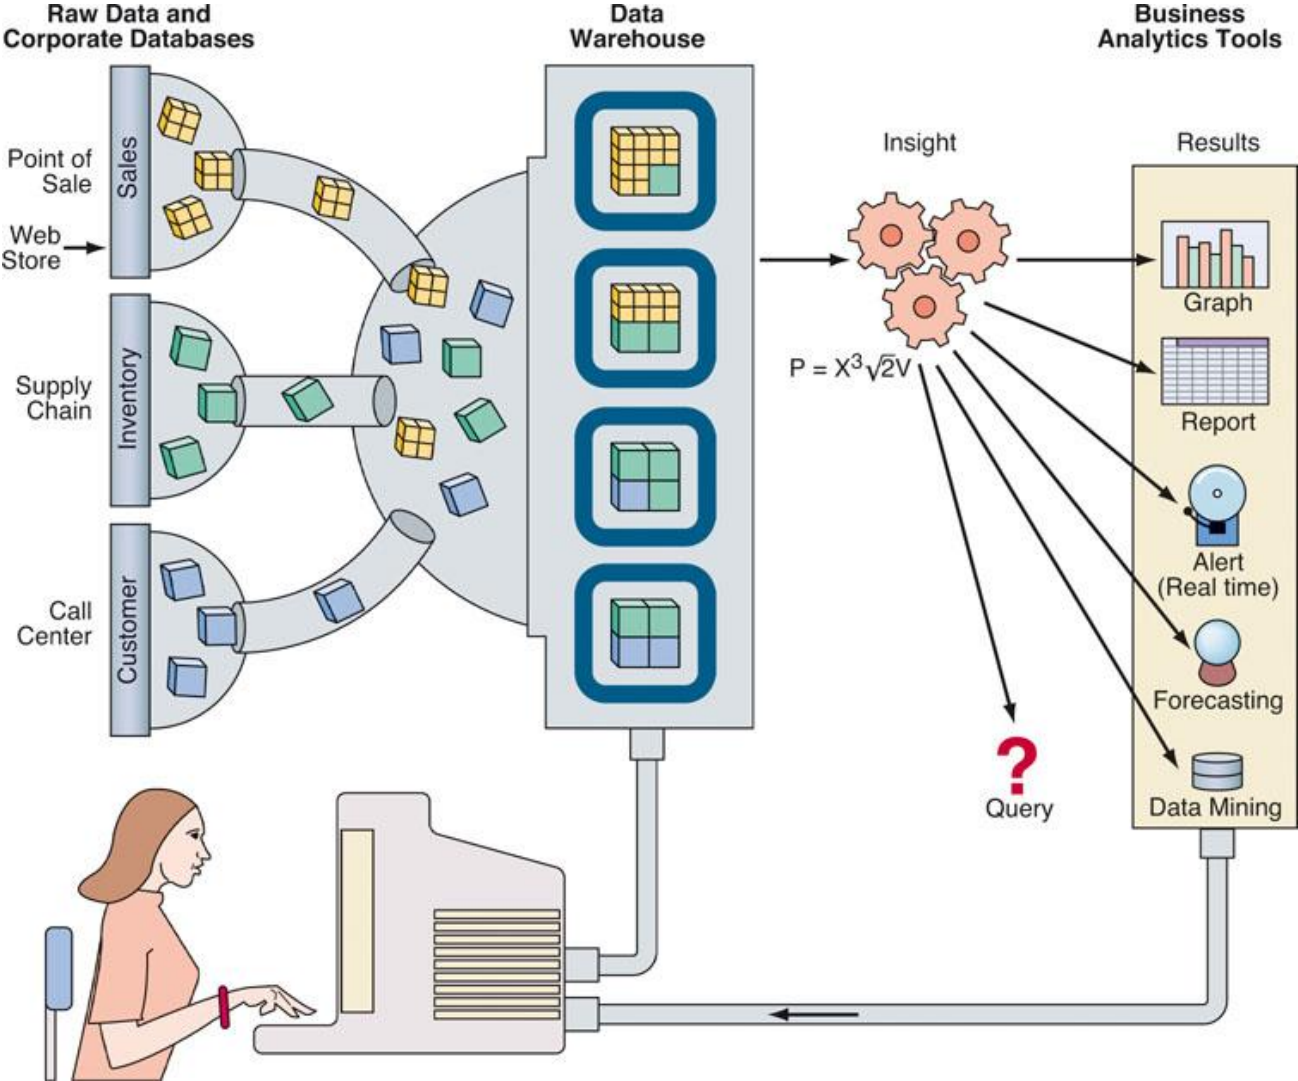 Raw Data and
Corporate Databases
Data
Warehouse
Business
Analytics Tools
Point of
Sale
Web
Store
Sales
Supply
Chain
Inventory
Call
Center
Customer
Insight
P = X³√2V
Results
Graph
Report
Alert
(Real time)
Forecasting
Data Mining
?
Query